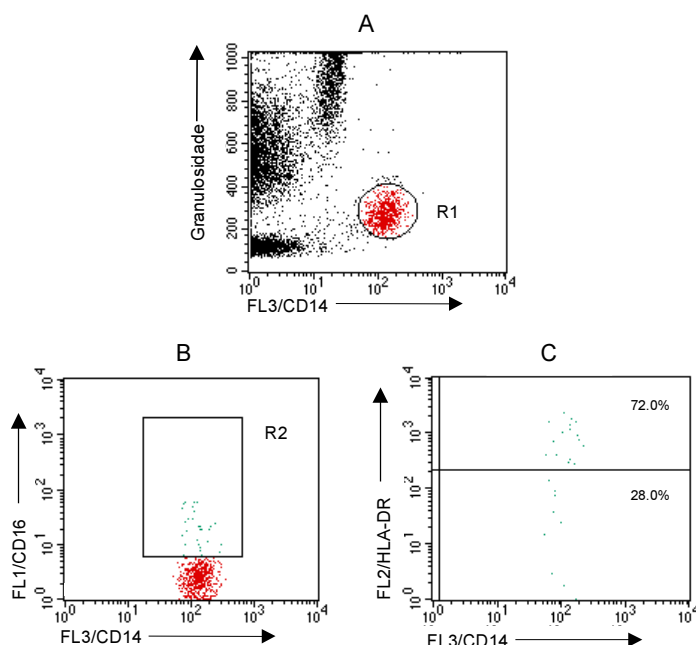 A
Granulosidade
1000
800
600
400
200
0
R1
10^0 10^1 10^2 10^3 10^4
FL3/CD14
B
FL1/CD16
10^4
10^3
10^2
10^1
10^0
R2
10^0 10^1 10^2 10^3 10^4
FL3/CD14
C
FL2/HLA-DR
10^4
10^3
10^2
10^1
10^0
72.0%
28.0%
10^0 10^1 10^2 10^3 10^4
FL3/CD14